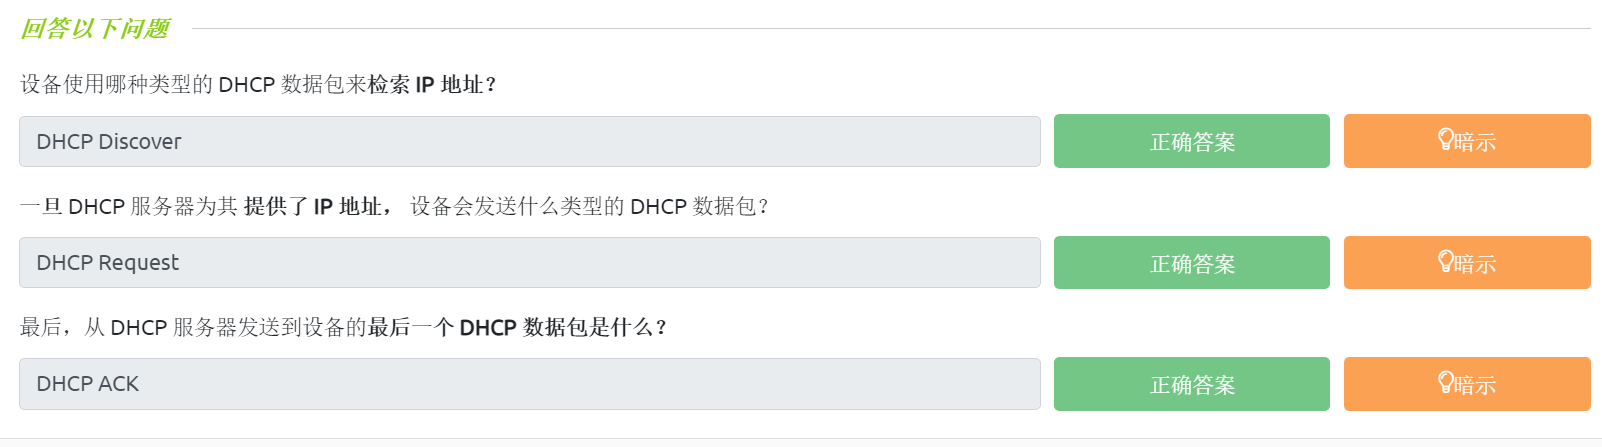 回答以下问题
设备使用哪种类型的 DHCP 数据包来检索 IP 地址？
DHCP Discover
正确答案
暗示
一旦 DHCP 服务器为其 提供了 IP 地址， 设备会发送什么类型的 DHCP 数据包？
DHCP Request
正确答案
暗示
最后，从 DHCP 服务器发送到设备的最后一个 DHCP 数据包是什么？
DHCP ACK
正确答案
暗示